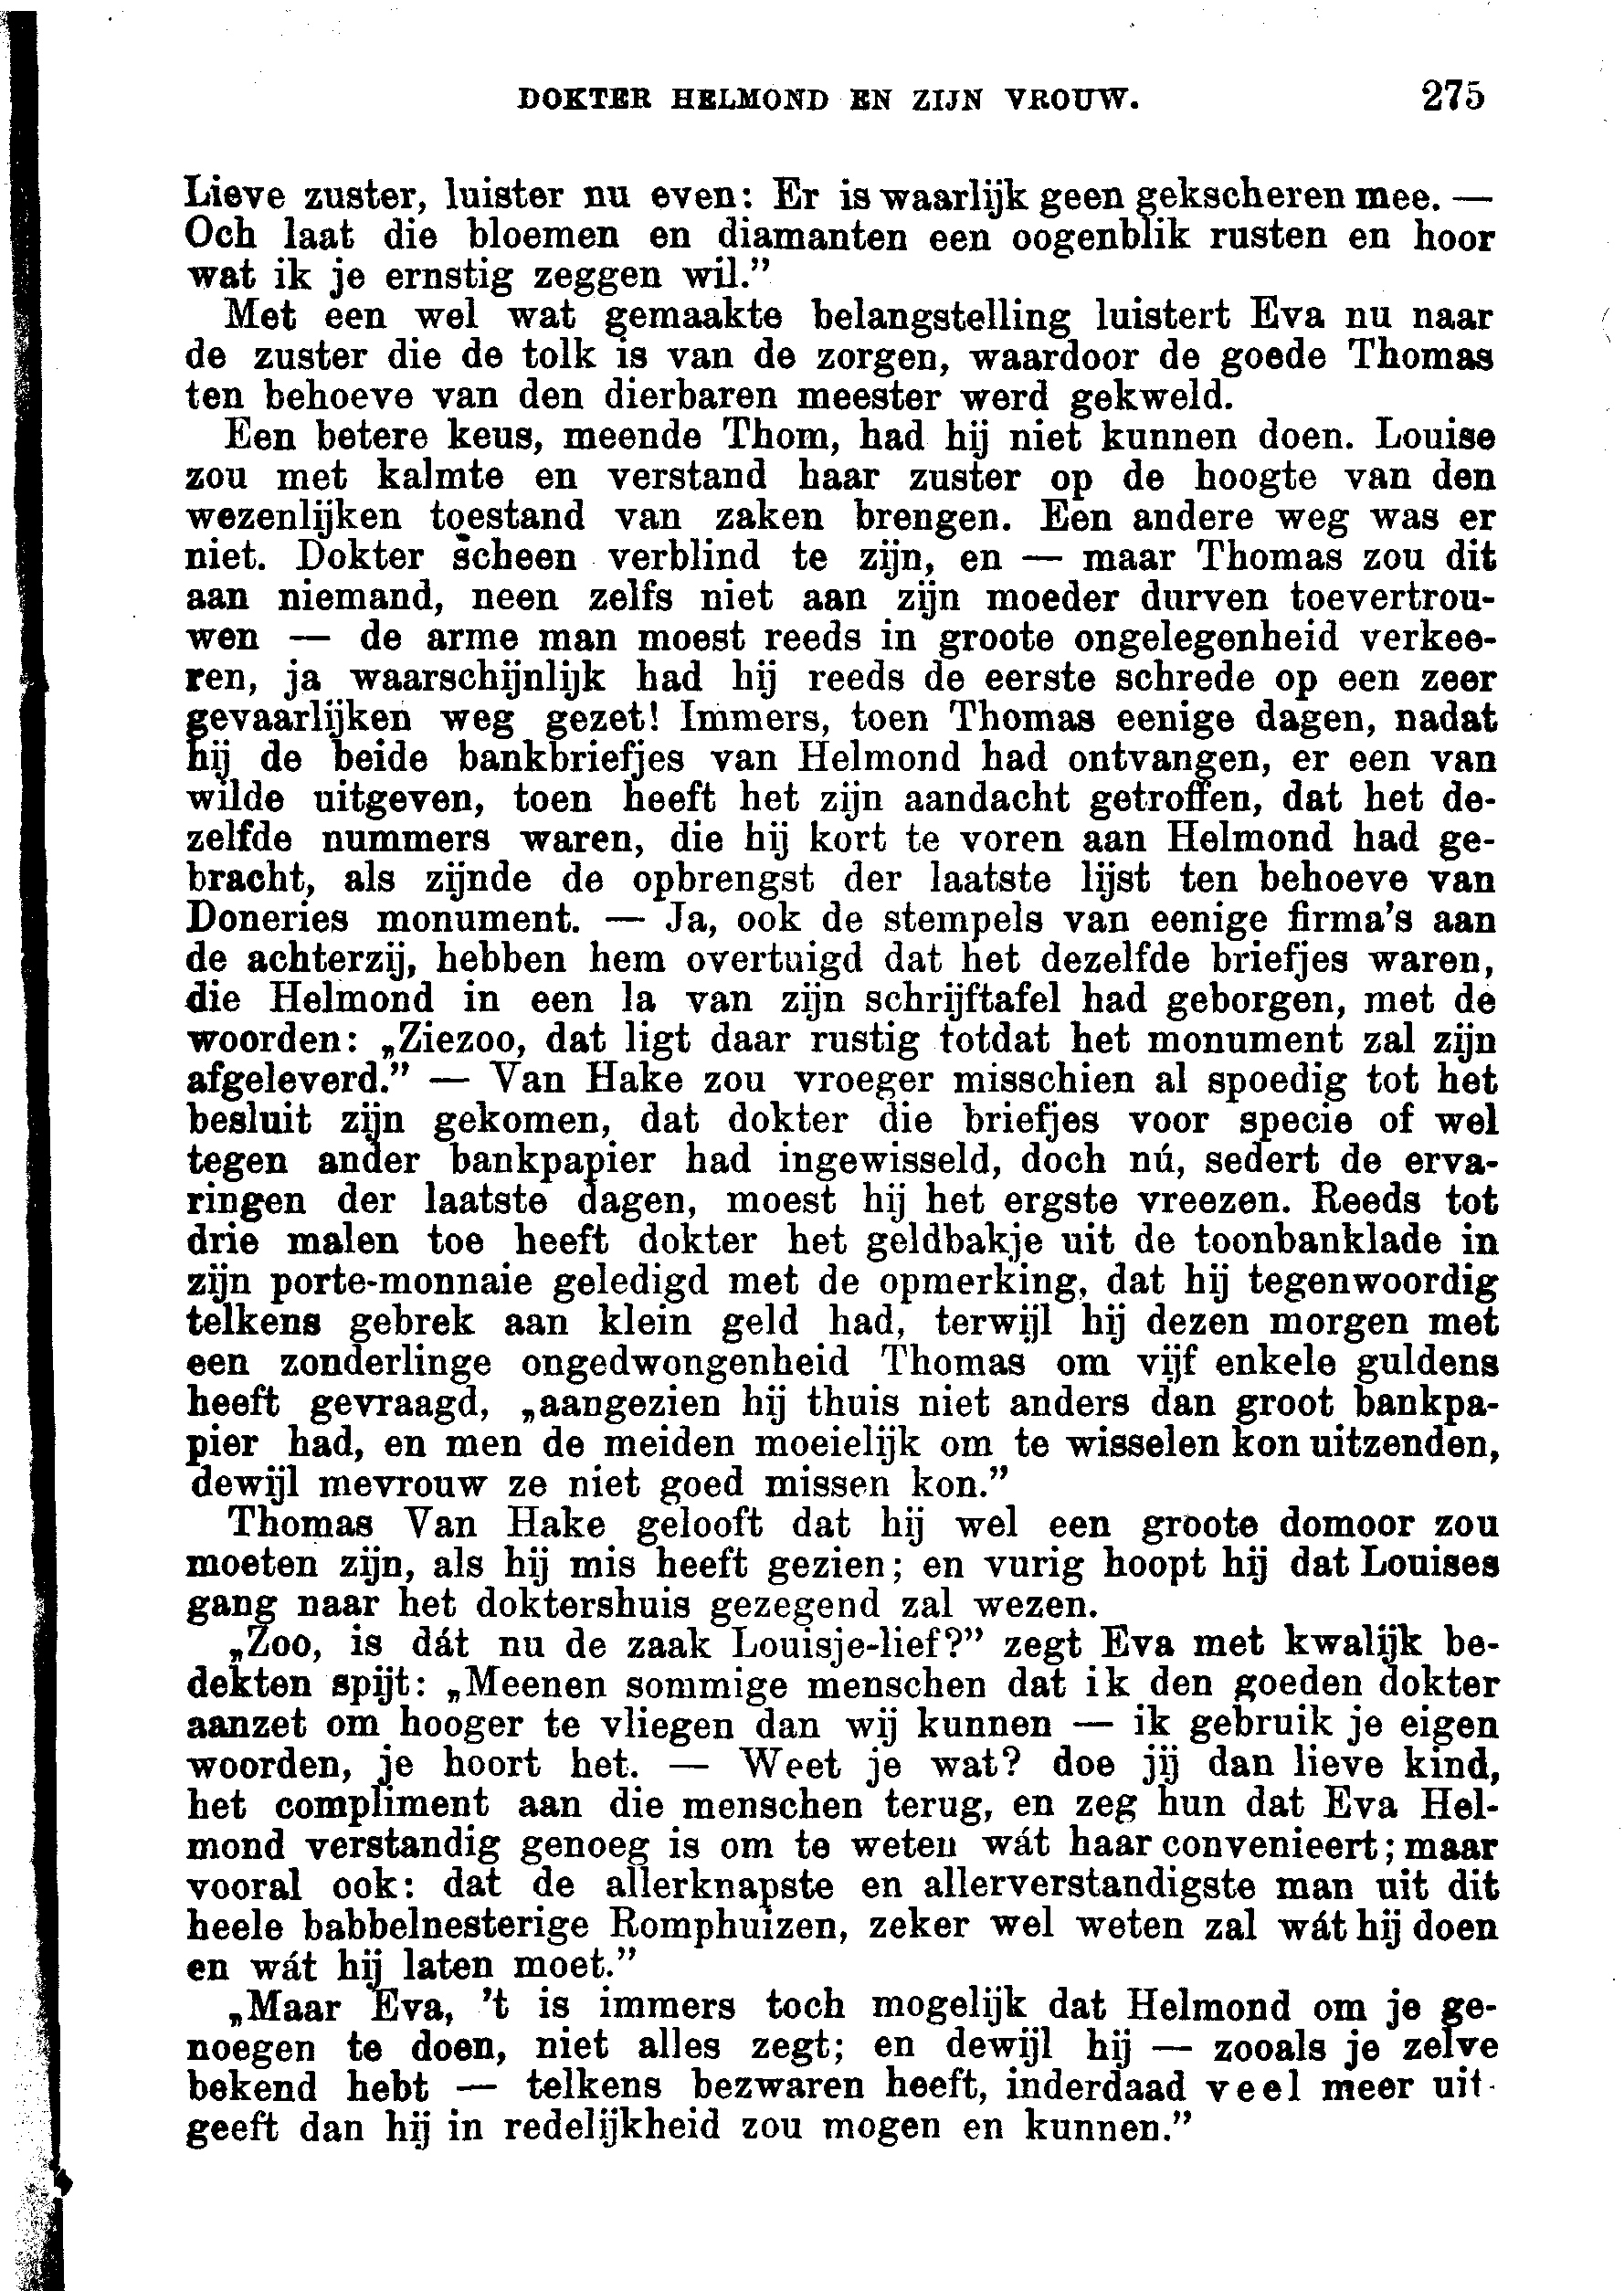 DOKTER HELMOND EN ZIJN VROUW. 275
Lieve zuster, luister nu even: Er is waarlijk geen gekscheren mee. —
Och laat die bloemen en diamanten een oogenblik rusten en hoor
wat ik je ernstig zeggen wil.”
Met een wel wat gemaakte belangstelling luistert Eva nu naar
de zuster die de tolk is van de zorgen, waardoor de goede Thomas
ten behoeve van den dierbaren meester werd gekweld.
Een betere keus, meende Thom, had hij niet kunnen doen. Louise
zou met kalmte en verstand haar zuster op de hoogte van den
wezenlijken toestand van zaken brengen. Een andere weg was er
niet. Dokter scheen verblind te zijn, en — maar Thomas zou dit
aan niemand, neen zelfs niet aan zijn moeder durven toevertrou-
wen — de arme man moest reeds in groote ongelegenheid verkee-
ren, ja waarschijnlijk had hij reeds de eerste schrede op een zeer
gevaarlijken weg gezet! Immers, toen Thomas eenige dagen, nadat
hij de beide bankbriefjes van Helmond had ontvangen, er een van
wilde uitgeven, toen heeft het zijn aandacht getroffen, dat het de-
zelfde nummers waren, die hij kort te voren aan Helmond had ge-
bracht, als zijnde de opbrengst der laatste lijst ten behoeve van
Doneries monument. — Ja, ook de stempels van eenige firma's aan
de achterzij, hebben hem overtuigd dat het dezelfde briefjes waren,
die Helmond in een la van zijn schrijftafel had geborgen, met de
woorden: „Ziezoo, dat ligt daar rustig totdat het monument zal zijn
afgeleverd.” — Van Hake zou vroeger misschien al spoedig tot het
besluit zijn gekomen, dat dokter die briefjes voor specie of wel
tegen ander bankpapier had ingewisseld, doch nú, sedert de erva-
ringen der laatste dagen, moest hij het ergste vreezen. Reeds tot
drie malen toe heeft dokter het geldbakje uit de toonbanklade in
zijn porte-monnaie geledigd met de opmerking, dat hij tegenwoordig
telkens gebrek aan klein geld had, terwijl hij dezen morgen met
een zonderlinge ongedwongenheid Thomas om vijf enkele guldens
heeft gevraagd, „aangezien hij thuis niet anders dan groot bankpa-
pier had, en men de meiden moeielijk om te wisselen kon uitzenden,
dewijl mevrouw ze niet goed missen kon.”
Thomas Van Hake gelooft dat hij wel een groote domoor zou
moeten zijn, als hij mis heeft gezien; en vurig hoopt hij dat Louises
gang naar het doktershuis gezegend zal wezen.
„Zoo, is dát nu de zaak Louisje-lief?” zegt Eva met kwalijk be-
dekten spijt: „Meenen sommige menschen dat ik den goeden dokter
aanzet om hooger te vliegen dan wij kunnen — ik gebruik je eigen
woorden, je hoort het. — Weet je wat? doe jij dan lieve kind,
het compliment aan die menschen terug, en zeg hun dat Eva Hel-
mond verstandig genoeg is om te weten wát haar convenieert; maar
vooral ook: dat de allerknapste en allerverstandigste man uit dit
heele babbelnesterige Romphuizen, zeker wel weten zal wát hij doen
en wát hij laten moet.”
„Maar Eva, 't is immers toch mogelijk dat Helmond om je ge-
noegen te doen, niet alles zegt; en dewijl hij — zooals je zelve
bekend hebt — telkens bezwaren heeft, inderdaad veel meer uit-
geeft dan hij in redelijkheid zou mogen en kunnen.”